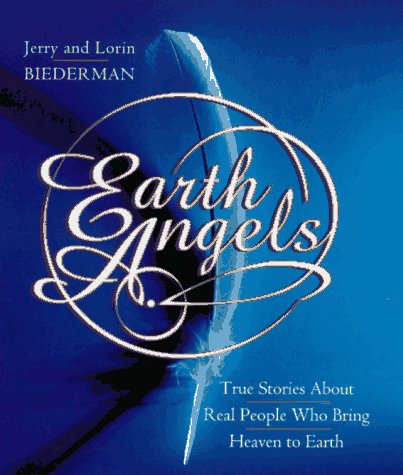 Jerry and Lorin
BIEDERMAN
Earth
Angels
True Stories About
Real People Who Bring
Heaven to Earth